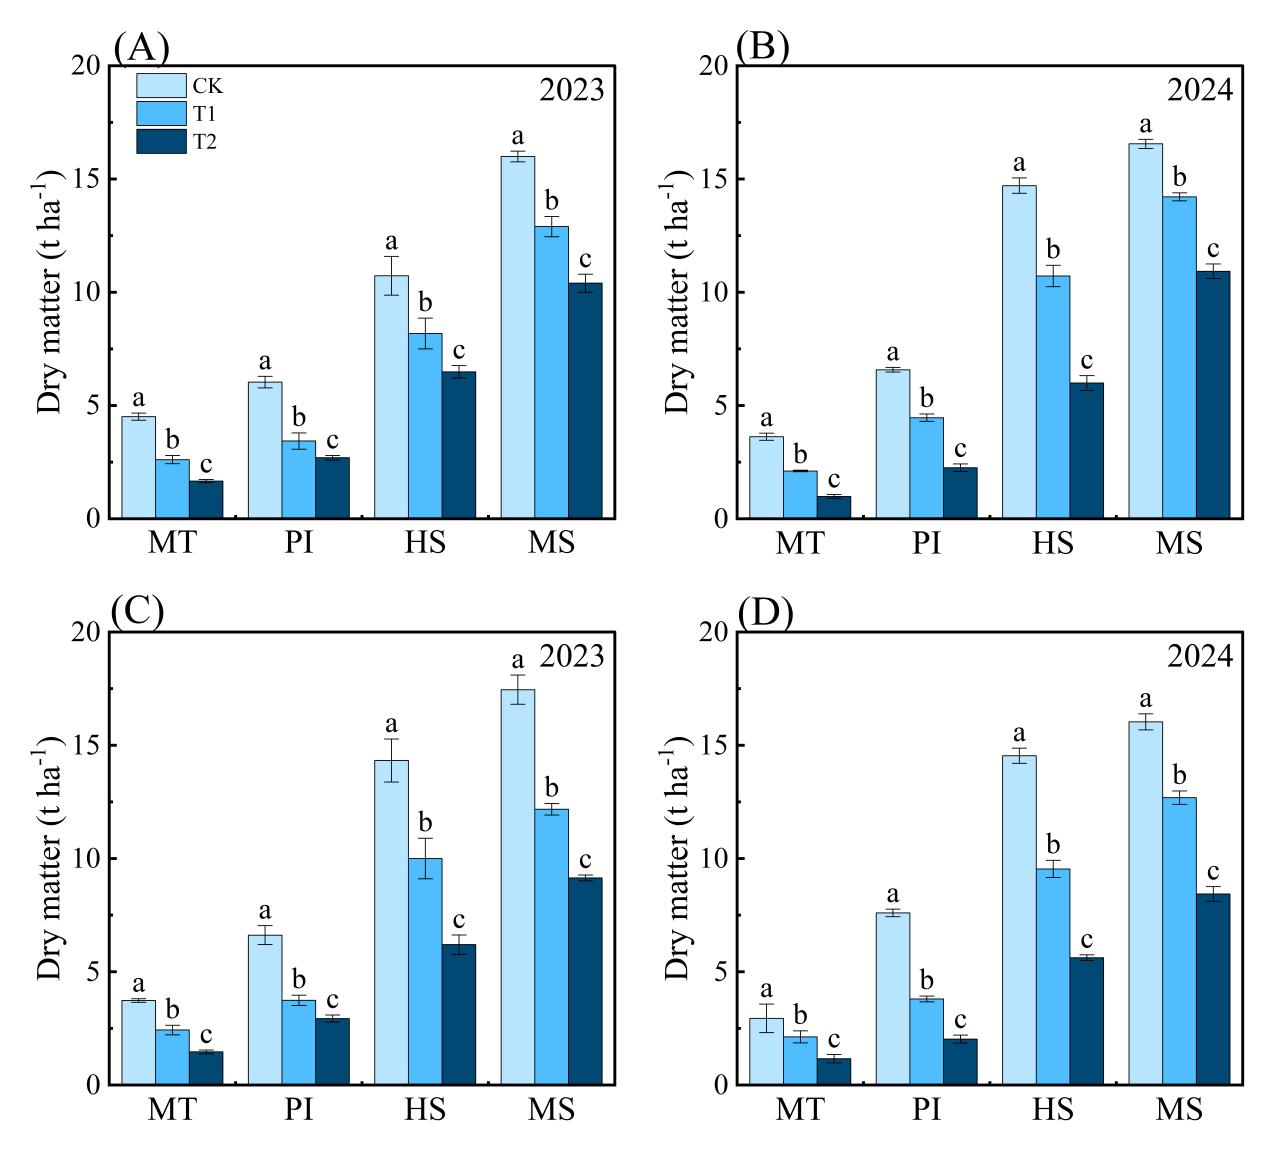 (A)
2023
CK
T1
T2
20
15
10
5
0
Dry matter (t ha⁻¹)
a b c a b c a b c a b c
MT PI HS MS
(B)
2024
20
15
10
5
0
Dry matter (t ha⁻¹)
a b c a b c a b c a b c
MT PI HS MS
(C)
2023
20
15
10
5
0
Dry matter (t ha⁻¹)
a b c a b c a b c a b c
MT PI HS MS
(D)
2024
20
15
10
5
0
Dry matter (t ha⁻¹)
a b c a b c a b c a b c
MT PI HS MS